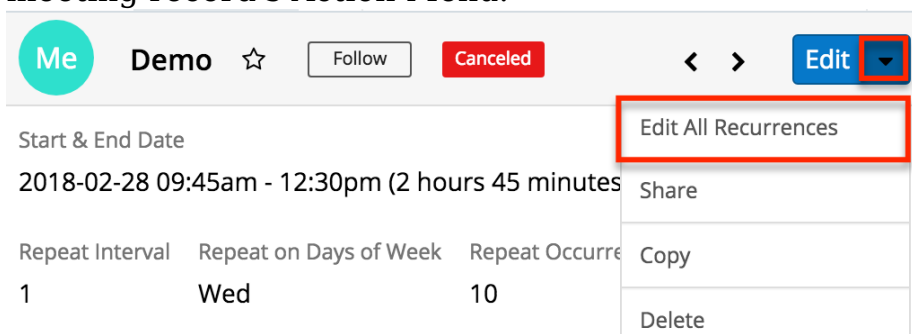 Me Demo Follow Canceled Edit
Edit All Recurrences
Start & End Date
2018-02-28 09:45am - 12:30pm (2 hours 45 minutes
Share
Repeat Interval Repeat on Days of Week Repeat Occurre
Copy
1 Wed 10
Delete